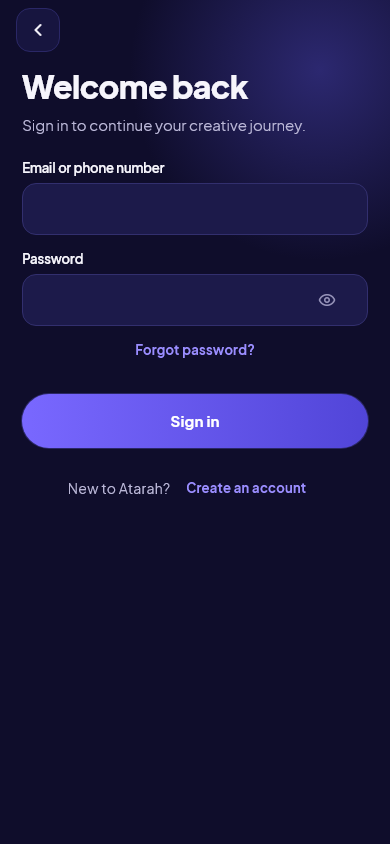 Welcome back
Sign in to continue your creative journey.
Email or phone number
Password
Forgot password?
Sign in
New to Atarah? Create an account